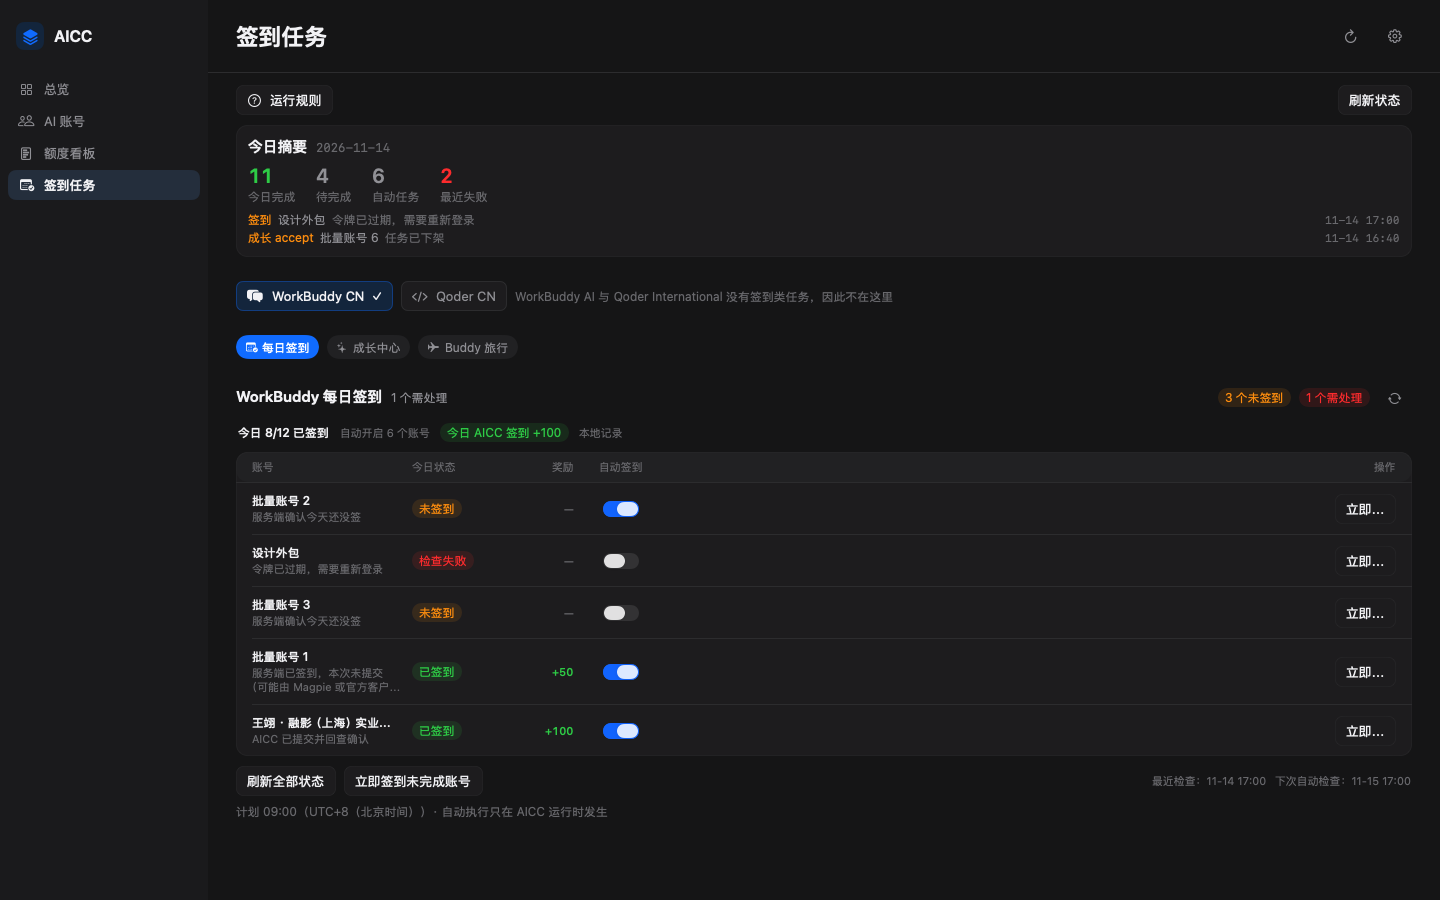 AICC
总览
AI 账号
额度看板
签到任务
签到任务
运行规则
刷新状态
今日摘要 2026-11-14
11 4 6 2
今日完成 待完成 自动任务 最近失败
签到 设计外包 令牌已过期，需要重新登录 11-14 17:00
成长 accept 批量账号 6 任务已下架 11-14 16:40
WorkBuddy CN Qoder CN WorkBuddy AI 与 Qoder International 没有签到类任务，因此不在这里
每日签到 成长中心 Buddy 旅行
WorkBuddy 每日签到 1 个需处理 3 个未签到 1 个需处理
今日 8/12 已签到 自动开启 6 个账号 今日 AICC 签到 +100 本地记录
账号 今日状态 奖励 自动签到 操作
批量账号 2
服务端确认今天还没签 未签到 — 立即...
设计外包
令牌已过期，需要重新登录 检查失败 — 立即...
批量账号 3
服务端确认今天还没签 未签到 — 立即...
批量账号 1
服务端已签到，本次未提交
（可能由 Magpie 或官方客户... 已签到 +50 立即...
王翊·融影（上海）实业...
AICC 已提交并回查确认 已签到 +100 立即...
刷新全部状态 立即签到未完成账号 最近检查：11-14 17:00 下次自动检查：11-15 17:00
计划 09:00（UTC+8（北京时间））· 自动执行只在 AICC 运行时发生